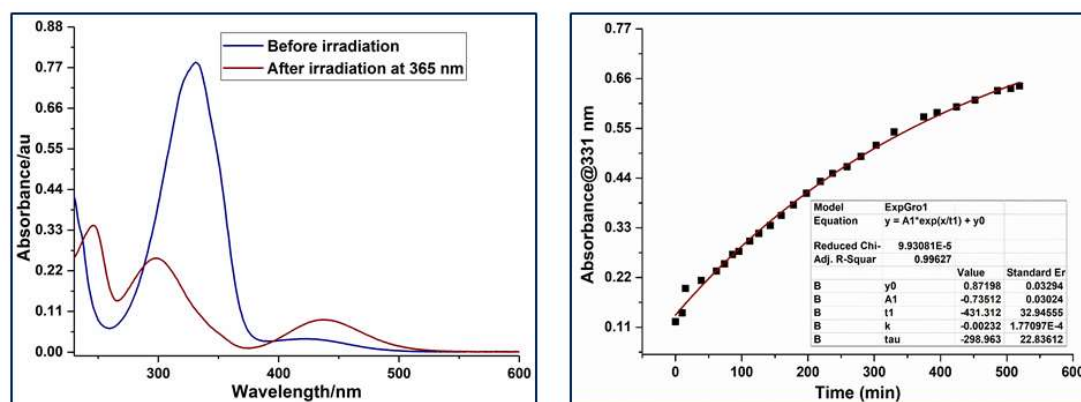 0.88
0.77
0.66
0.55
0.44
0.33
0.22
0.11
0.00
Absorbance/au
Before irradiation
After irradiation at 365 nm
300
400
500
600
Wavelength/nm
0.77
0.66
0.55
0.44
0.33
0.22
0.11
Absorbance@331 nm
Model ExpGro1
Equation y = A1*exp(x/t1) + y0
Reduced Chi- 9.93081E-5
Adj. R-Squar 0.99627
Value Standard Er
B y0 0.87198 0.03294
B A1 -0.73512 0.03024
B t1 -431.312 32.94555
B k -0.00232 1.77097E-4
B tau -298.963 22.83612
0 100 200 300 400 500 600
Time (min)